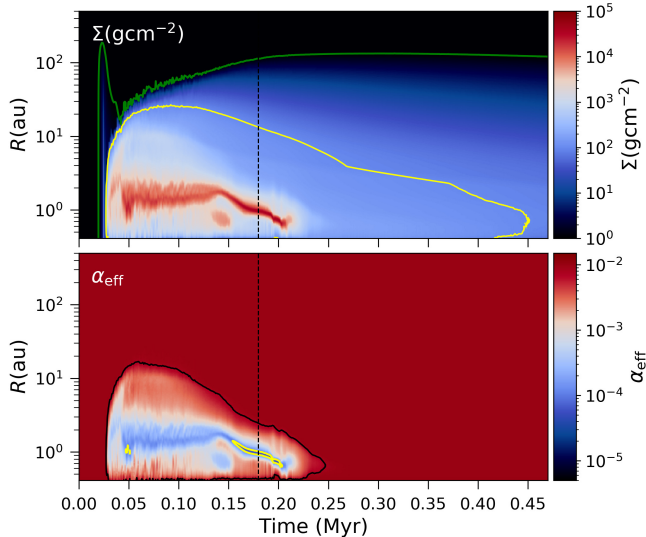 Σ(gcm⁻²)
R(au)
10²
10¹
10⁰
10⁵
10⁴
10³
10²
10¹
10⁰
Σ(gcm⁻²)
α_eff
R(au)
10²
10¹
10⁰
10⁻²
10⁻³
10⁻⁴
10⁻⁵
α_eff
0.00 0.05 0.10 0.15 0.20 0.25 0.30 0.35 0.40 0.45
Time (Myr)